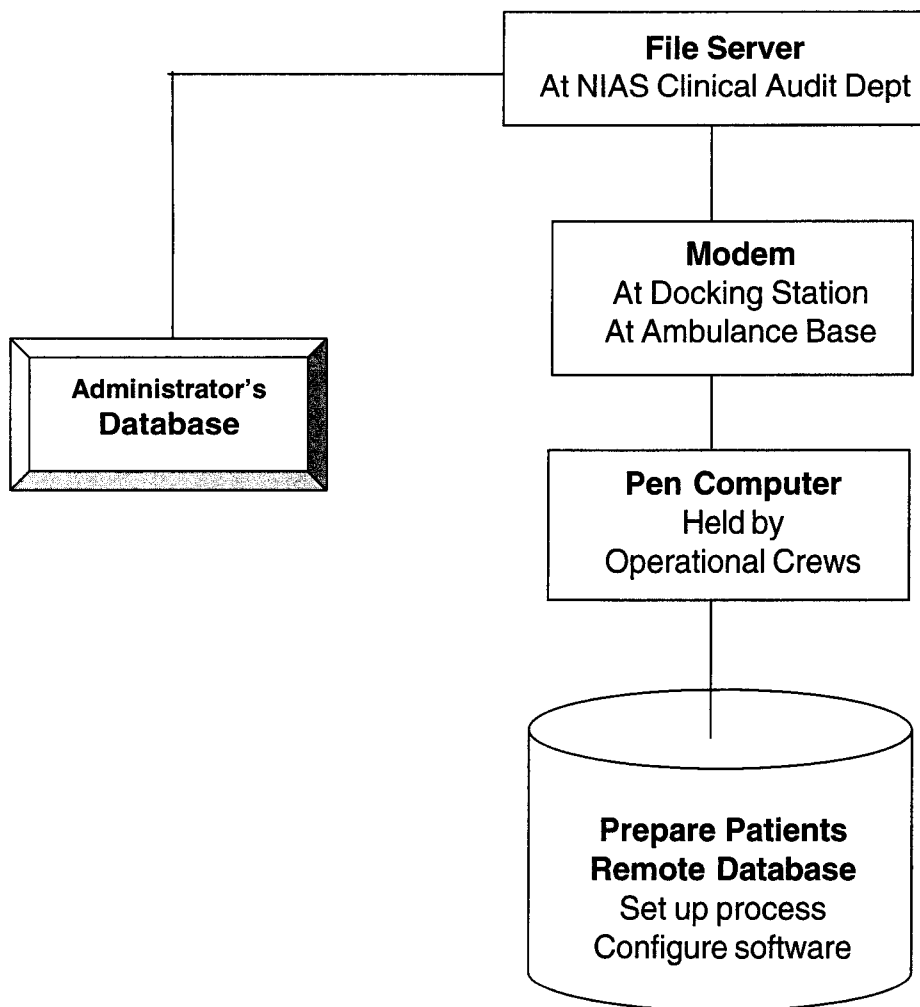 File Server
At NIAS Clinical Audit Dept
Modem
At Docking Station
At Ambulance Base
Administrator's
Database
Pen Computer
Held by
Operational Crews
Prepare Patients
Remote Database
Set up process
Configure software